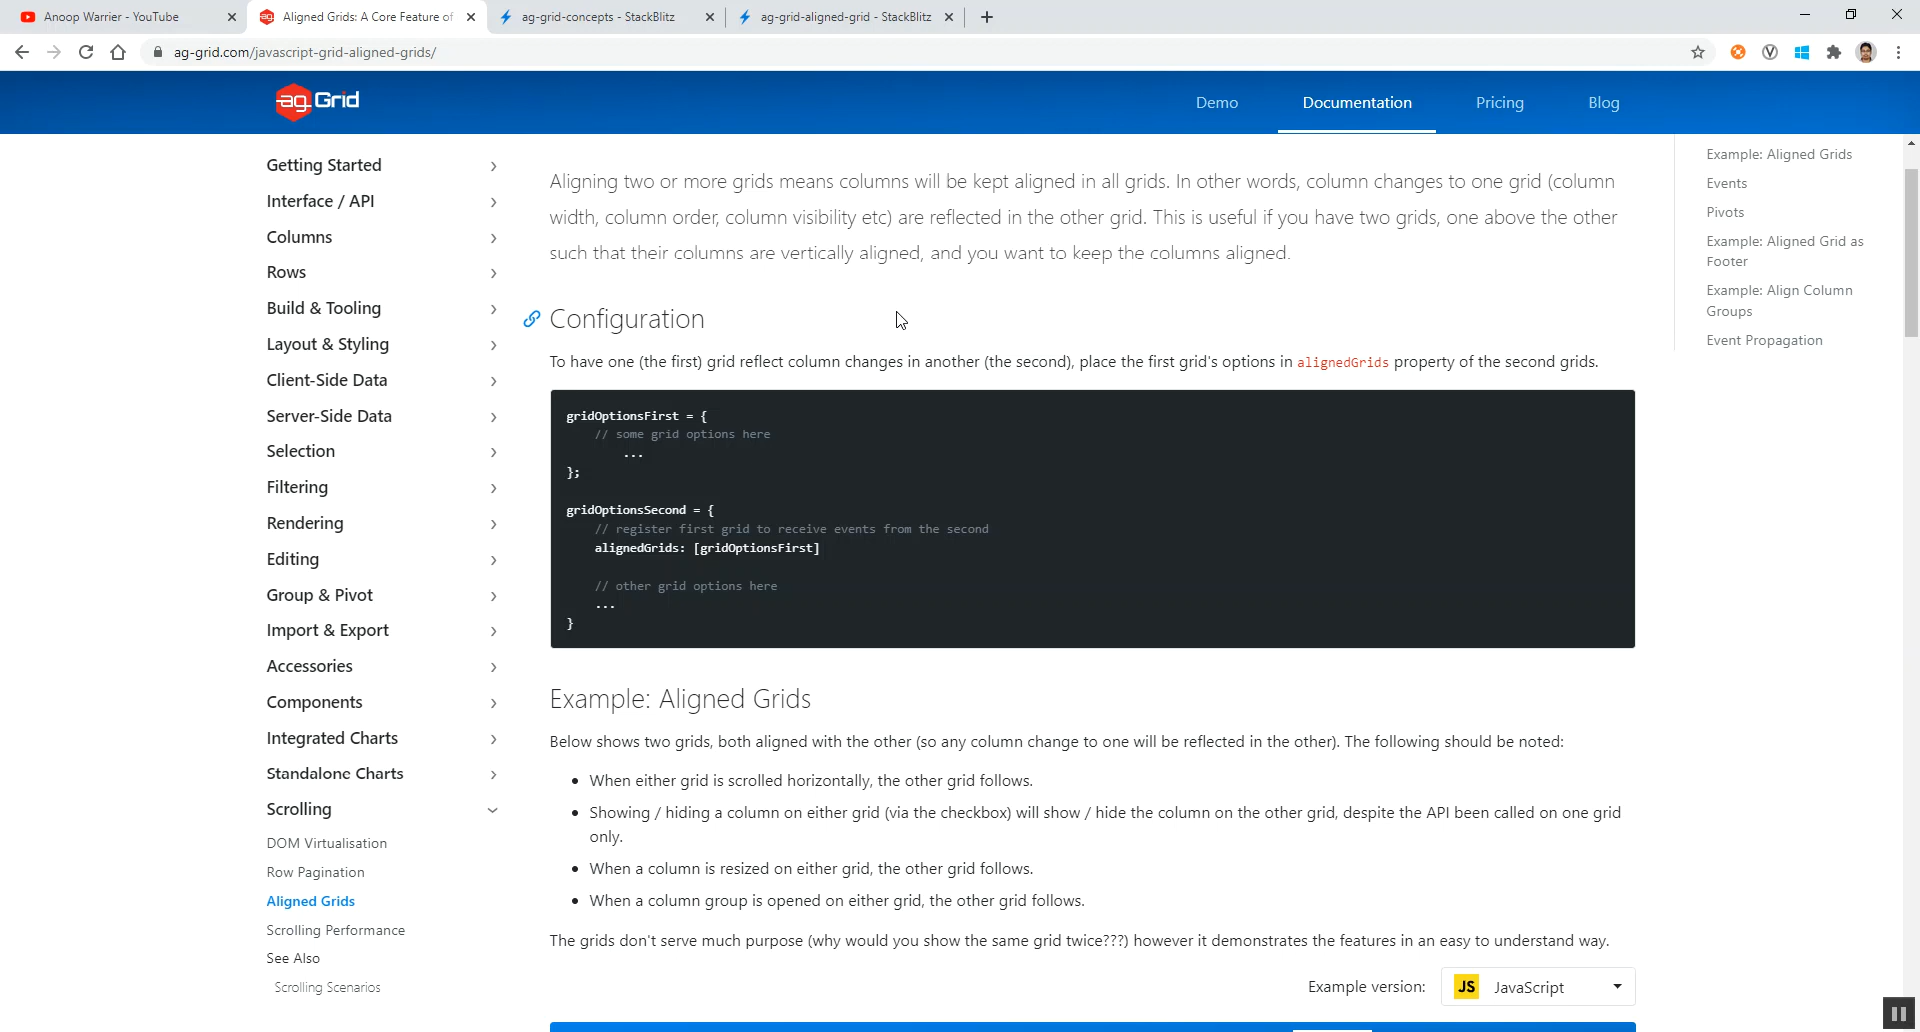 Anoop Warrier - YouTube
Aligned Grids: A Core Feature of
ag-grid-concepts - StackBlitz
ag-grid-aligned-grid - StackBlitz
ag-grid.com/javascript-grid-aligned-grids/
ag Grid
Demo
Documentation
Pricing
Blog
Getting Started
Interface / API
Columns
Rows
Build & Tooling
Layout & Styling
Client-Side Data
Server-Side Data
Selection
Filtering
Rendering
Editing
Group & Pivot
Import & Export
Accessories
Components
Integrated Charts
Standalone Charts
Scrolling
DOM Virtualisation
Row Pagination
Aligned Grids
Scrolling Performance
See Also
Scrolling Scenarios
Aligning two or more grids means columns will be kept aligned in all grids. In other words, column changes to one grid (column
width, column order, column visibility etc) are reflected in the other grid. This is useful if you have two grids, one above the other
such that their columns are vertically aligned, and you want to keep the columns aligned.
Configuration
To have one (the first) grid reflect column changes in another (the second), place the first grid's options in alignedGrids property of the second grids.
gridOptionsFirst = {
// some grid options here
...
};
gridOptionsSecond = {
// register first grid to receive events from the second
alignedGrids: [gridOptionsFirst]
// other grid options here
...
}
Example: Aligned Grids
Below shows two grids, both aligned with the other (so any column change to one will be reflected in the other). The following should be noted:
• When either grid is scrolled horizontally, the other grid follows.
• Showing / hiding a column on either grid (via the checkbox) will show / hide the column on the other grid, despite the API been called on one grid
only.
• When a column is resized on either grid, the other grid follows.
• When a column group is opened on either grid, the other grid follows.
The grids don't serve much purpose (why would you show the same grid twice???) however it demonstrates the features in an easy to understand way.
Example version:
JS JavaScript
Example: Aligned Grids
Events
Pivots
Example: Aligned Grid as
Footer
Example: Align Column
Groups
Event Propagation